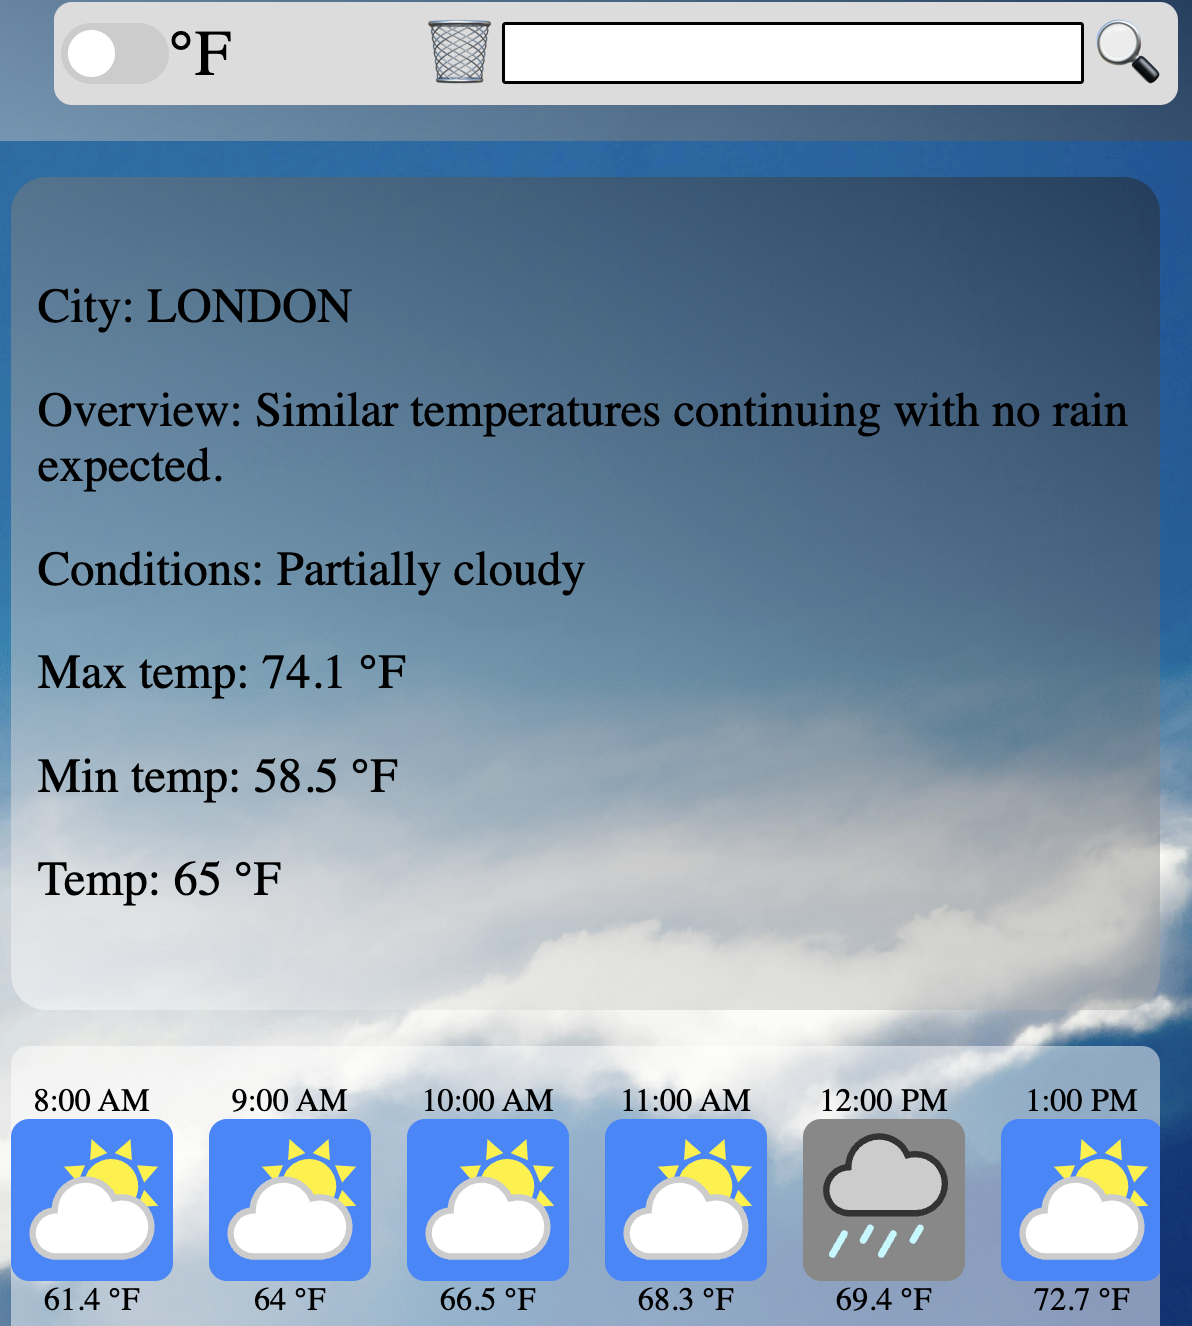 °F
City: LONDON
Overview: Similar temperatures continuing with no rain
expected.
Conditions: Partially cloudy
Max temp: 74.1 °F
Min temp: 58.5 °F
Temp: 65 °F
8:00 AM 9:00 AM 10:00 AM 11:00 AM 12:00 PM 1:00 PM
61.4 °F 64 °F 66.5 °F 68.3 °F 69.4 °F 72.7 °F